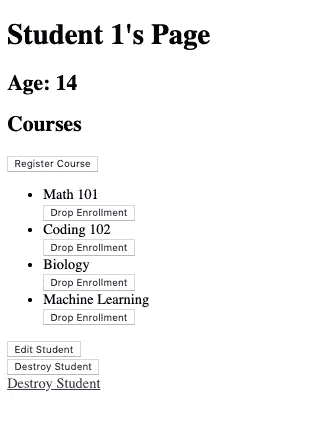 Student 1's Page
Age: 14
Courses
Register Course
Math 101
Drop Enrollment
Coding 102
Drop Enrollment
Biology
Drop Enrollment
Machine Learning
Drop Enrollment
Edit Student
Destroy Student
Destroy Student